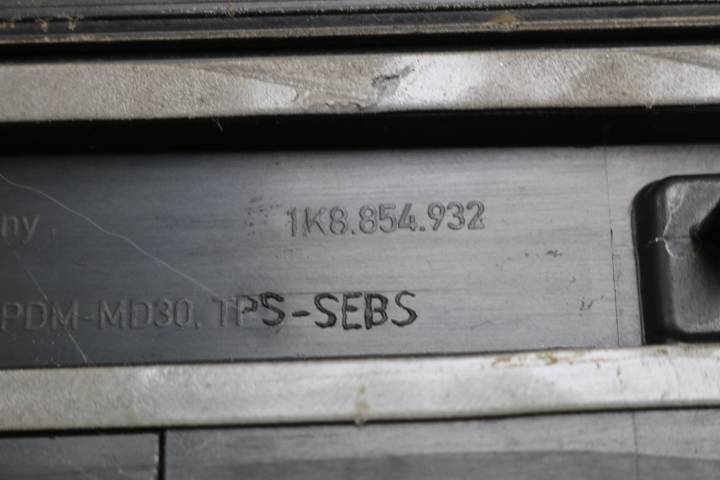 ny 1K8.854.932
PDM-MD30. TPS-SEBS